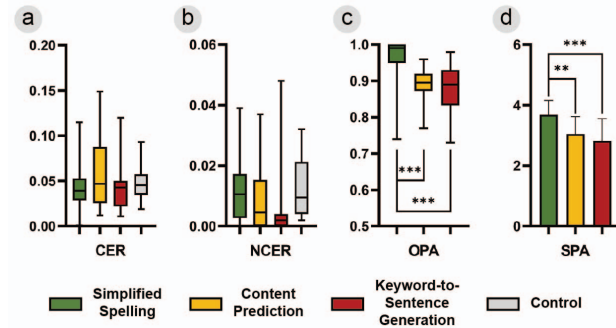 a
0.20
0.15
0.10
0.05
0.00
CER
b
0.06
0.04
0.02
0.00
NCER
c
1.0
0.9
0.8
0.7
0.6
0.5
***
***
OPA
d
6
4
2
0
***
**
SPA
Simplified
Spelling
Content
Prediction
Keyword-to-
Sentence
Generation
Control